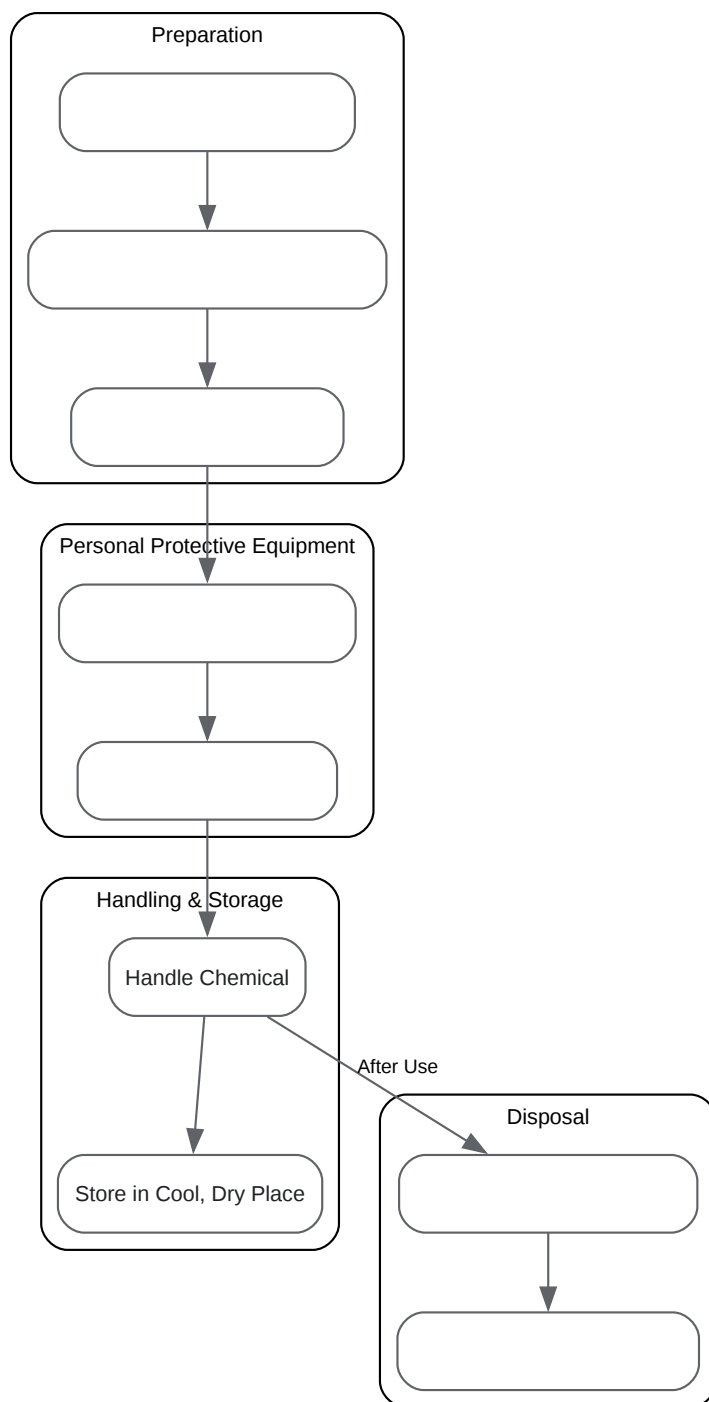 Preparation
Personal Protective Equipment
Handling & Storage
Handle Chemical
After Use
Disposal
Store in Cool, Dry Place